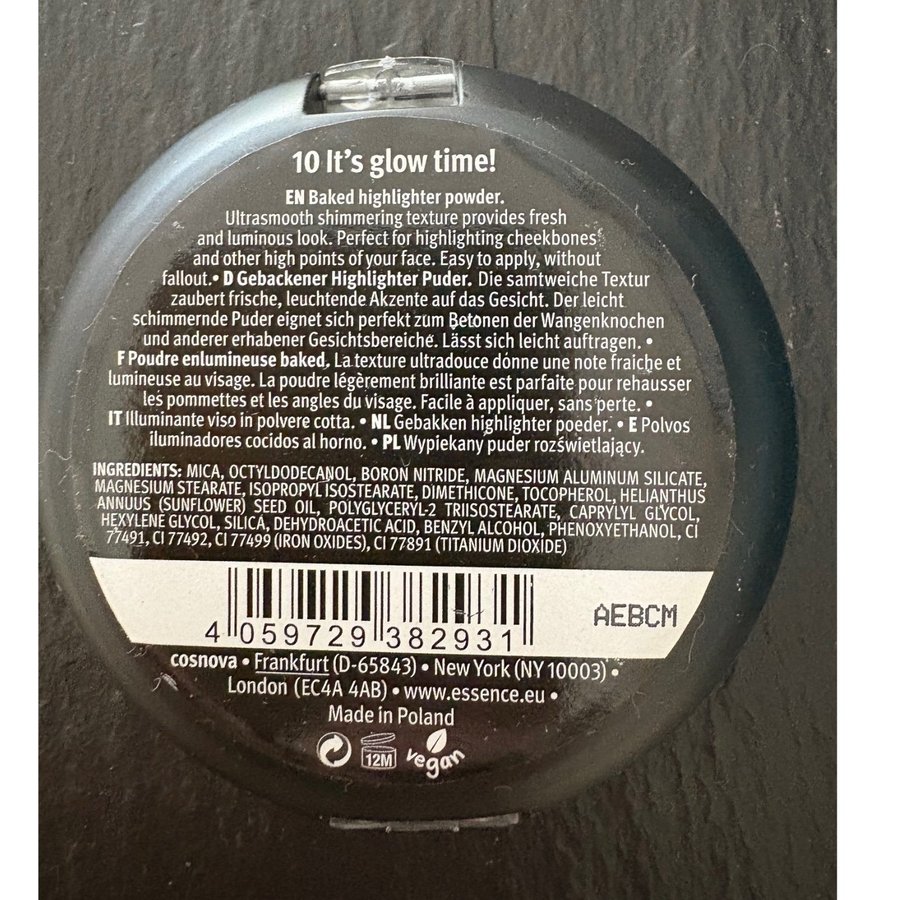 10 It's glow time!
EN Baked highlighter powder.
Ultrasmooth shimmering texture provides fresh
and luminous look. Perfect for highlighting cheekbones
and other high points of your face. Easy to apply, without
fallout. • D Gebackener Highlighter Puder. Die samtweiche Textur
zaubert frische, leuchtende Akzente auf das Gesicht. Der leicht
schimmernde Puder eignet sich perfekt zum Betonen der Wangenknochen
und anderer erhabener Gesichtsbereiche. Lässt sich leicht auftragen. •
F Poudre enlumineuse baked. La texture ultradouce donne une note fraiche et
lumineuse au visage. La poudre légèrement brillante est parfaite pour rehausser
les pommettes et les angles du visage. Facile à appliquer, sans perte. •
IT Illuminante viso in polvere cotta. • NL Gebakken highlighter poeder. • E Polvos
iluminadores cocidos al horno. • PL Wypiekany puder rozświetlający.
INGREDIENTS: MICA, OCTYLDODECANOL, BORON NITRIDE, MAGNESIUM ALUMINUM SILICATE,
MAGNESIUM STEARATE, ISOPROPYL ISOSTEARATE, DIMETHICONE, TOCOPHEROL, HELIANTHUS
ANNUUS (SUNFLOWER) SEED OIL, POLYGLYCERYL-2 TRIISOSTEARATE, CAPRYLYL GLYCOL,
HEXYLENE GLYCOL, SILICA, DEHYDROACETIC ACID, BENZYL ALCOHOL, PHENOXYETHANOL, CI
77491, CI 77492, CI 77499 (IRON OXIDES), CI 77891 (TITANIUM DIOXIDE)
AEBCM
4 059729 382931
cosnova • Frankfurt (D-65843) • New York (NY 10003) •
London (EC4A 4AB) • www.essence.eu •
Made in Poland
12M
vegan